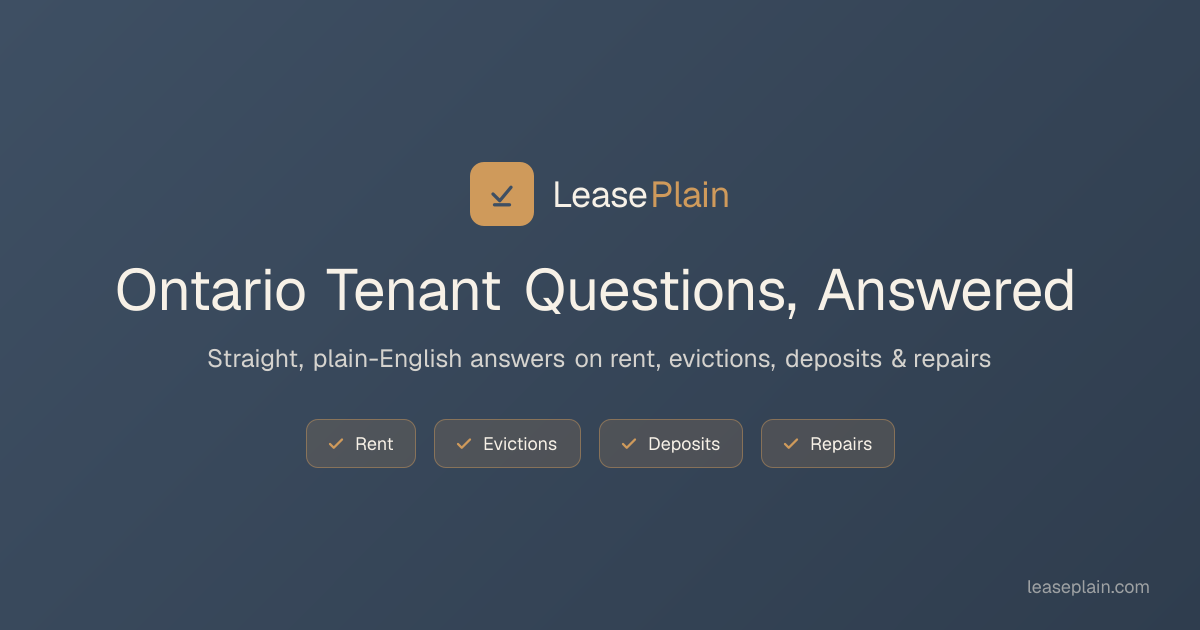 LeasePlain
Ontario Tenant Questions, Answered
Straight, plain-English answers on rent, evictions, deposits & repairs
Rent Evictions Deposits Repairs
leaseplain.com